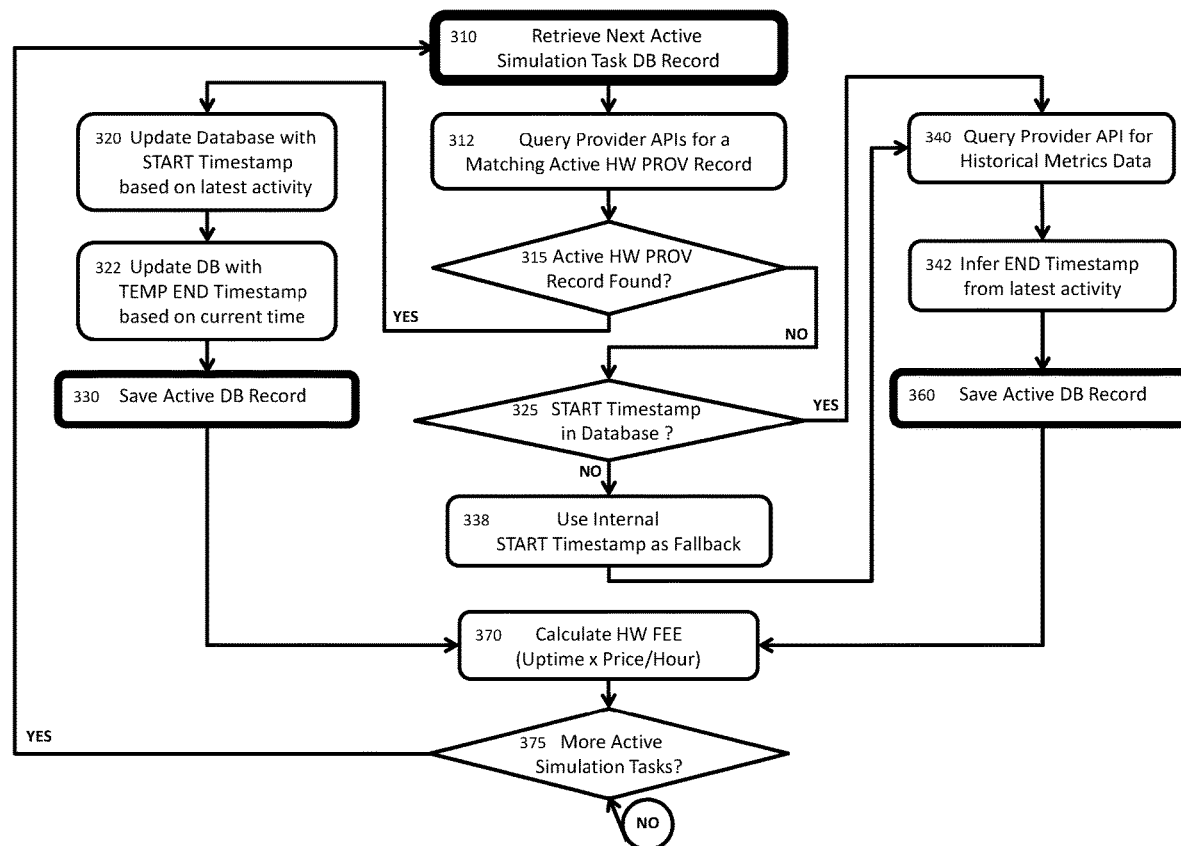 310 Retrieve Next Active
Simulation Task DB Record
312 Query Provider APIs for a
Matching Active HW PROV Record
315 Active HW PROV
Record Found?
YES
NO
320 Update Database with
START Timestamp
based on latest activity
322 Update DB with
TEMP END Timestamp
based on current time
330 Save Active DB Record
325 START Timestamp
in Database ?
YES
NO
338 Use Internal
START Timestamp as Fallback
340 Query Provider API for
Historical Metrics Data
342 Infer END Timestamp
from latest activity
360 Save Active DB Record
370 Calculate HW FEE
(Uptime x Price/Hour)
375 More Active
Simulation Tasks?
YES
NO